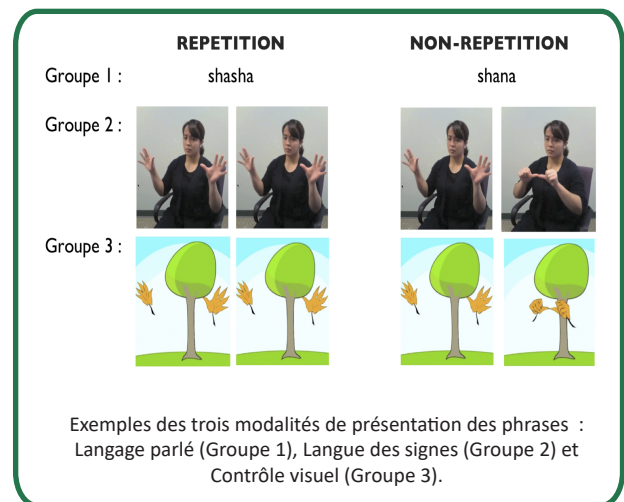 REPETITION NON-REPETITION
Groupe 1 : shasha shana
Groupe 2 :
Groupe 3 :
Exemples des trois modalités de présentation des phrases :
Langage parlé (Groupe 1), Langue des signes (Groupe 2) et
Contrôle visuel (Groupe 3).